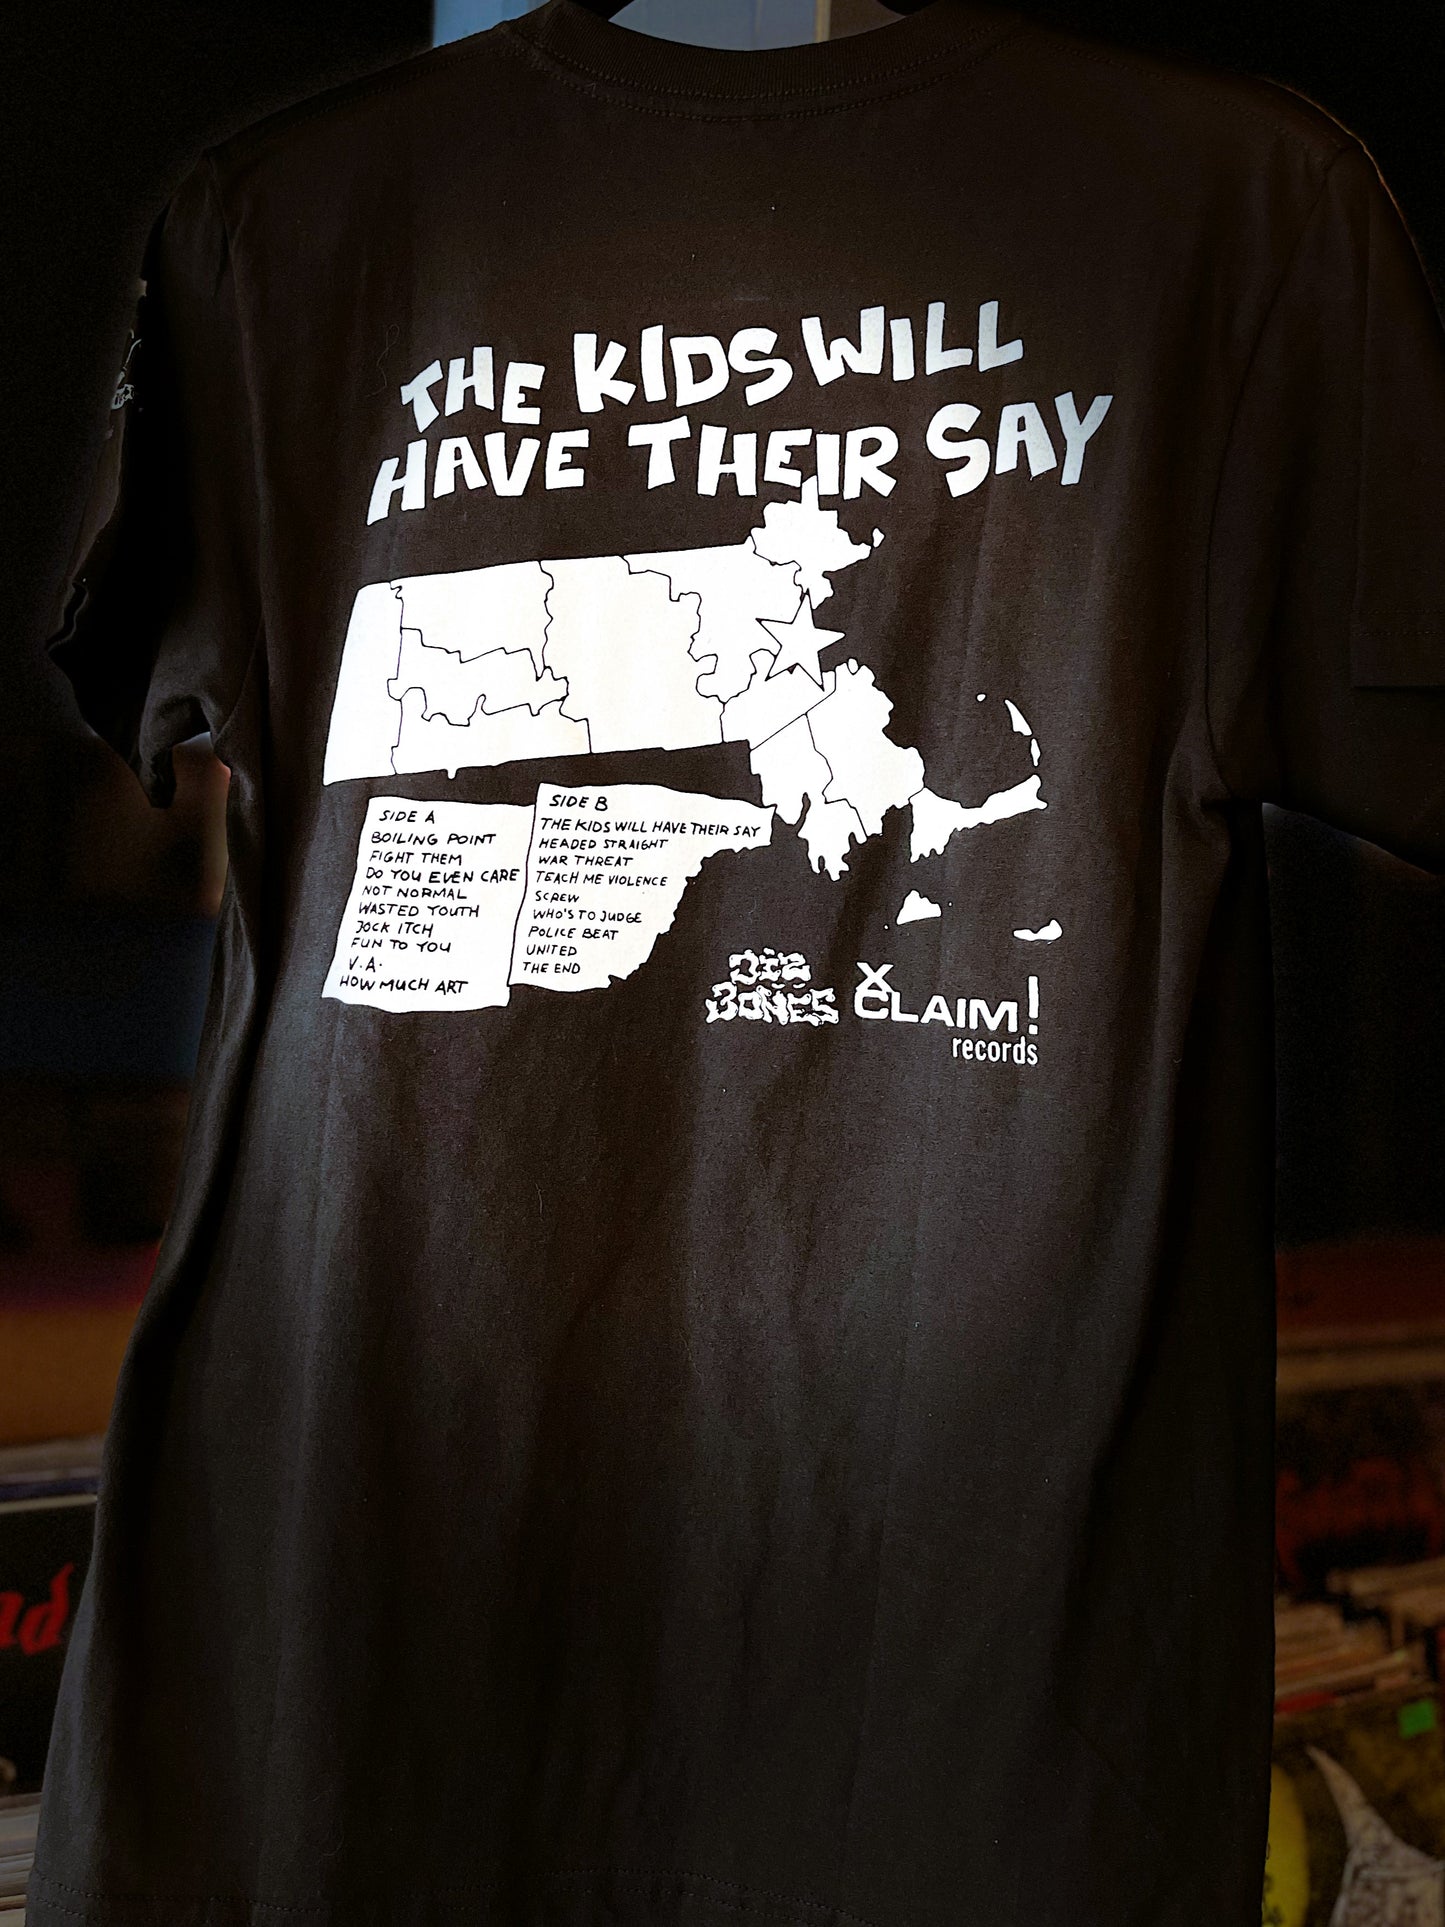 THE KIDS WILL
HAVE THEIR SAY
SIDE A
BOILING POINT
FIGHT THEM
DO YOU EVEN CARE
NOT NORMAL
WASTED YOUTH
JOCK ITCH
FUN TO YOU
V.A.
HOW MUCH ART
SIDE B
THE KIDS WILL HAVE THEIR SAY
HEADED STRAIGHT
WAR THREAT
TEACH ME VIOLENCE
SCREW
WHO'S TO JUDGE
POLICE BEAT
UNITED
THE END
DIE
BONES
XCLAIM!
records